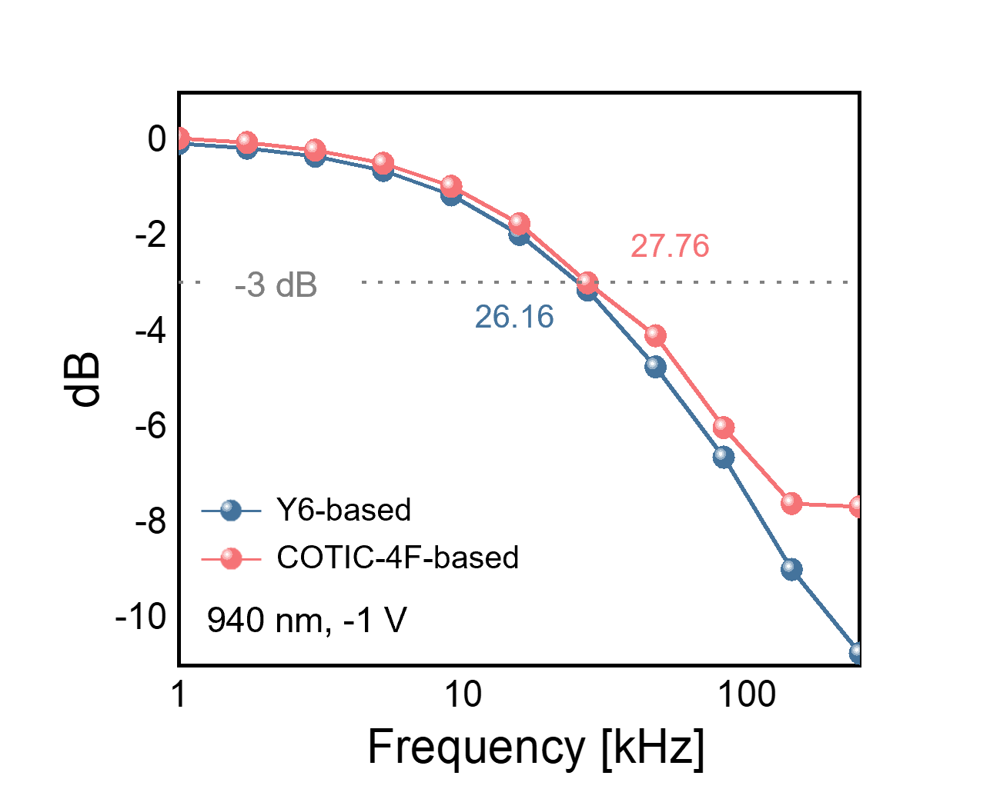 0
-2
-4
-6
-8
-10
dB
27.76
-3 dB
26.16
Y6-based
COTIC-4F-based
940 nm, -1 V
1
10
100
Frequency [kHz]